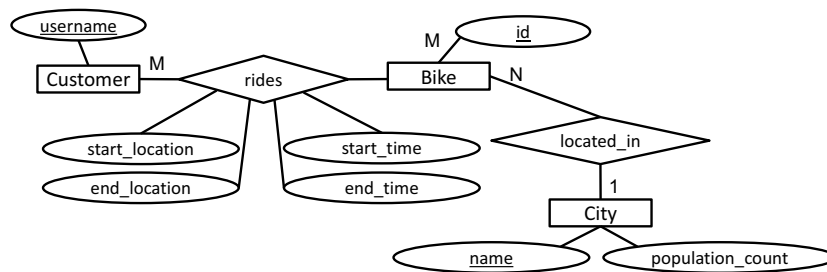 username
M
id
Customer
M
rides
Bike
N
start_location
start_time
located_in
end_location
end_time
1
City
name
population_count